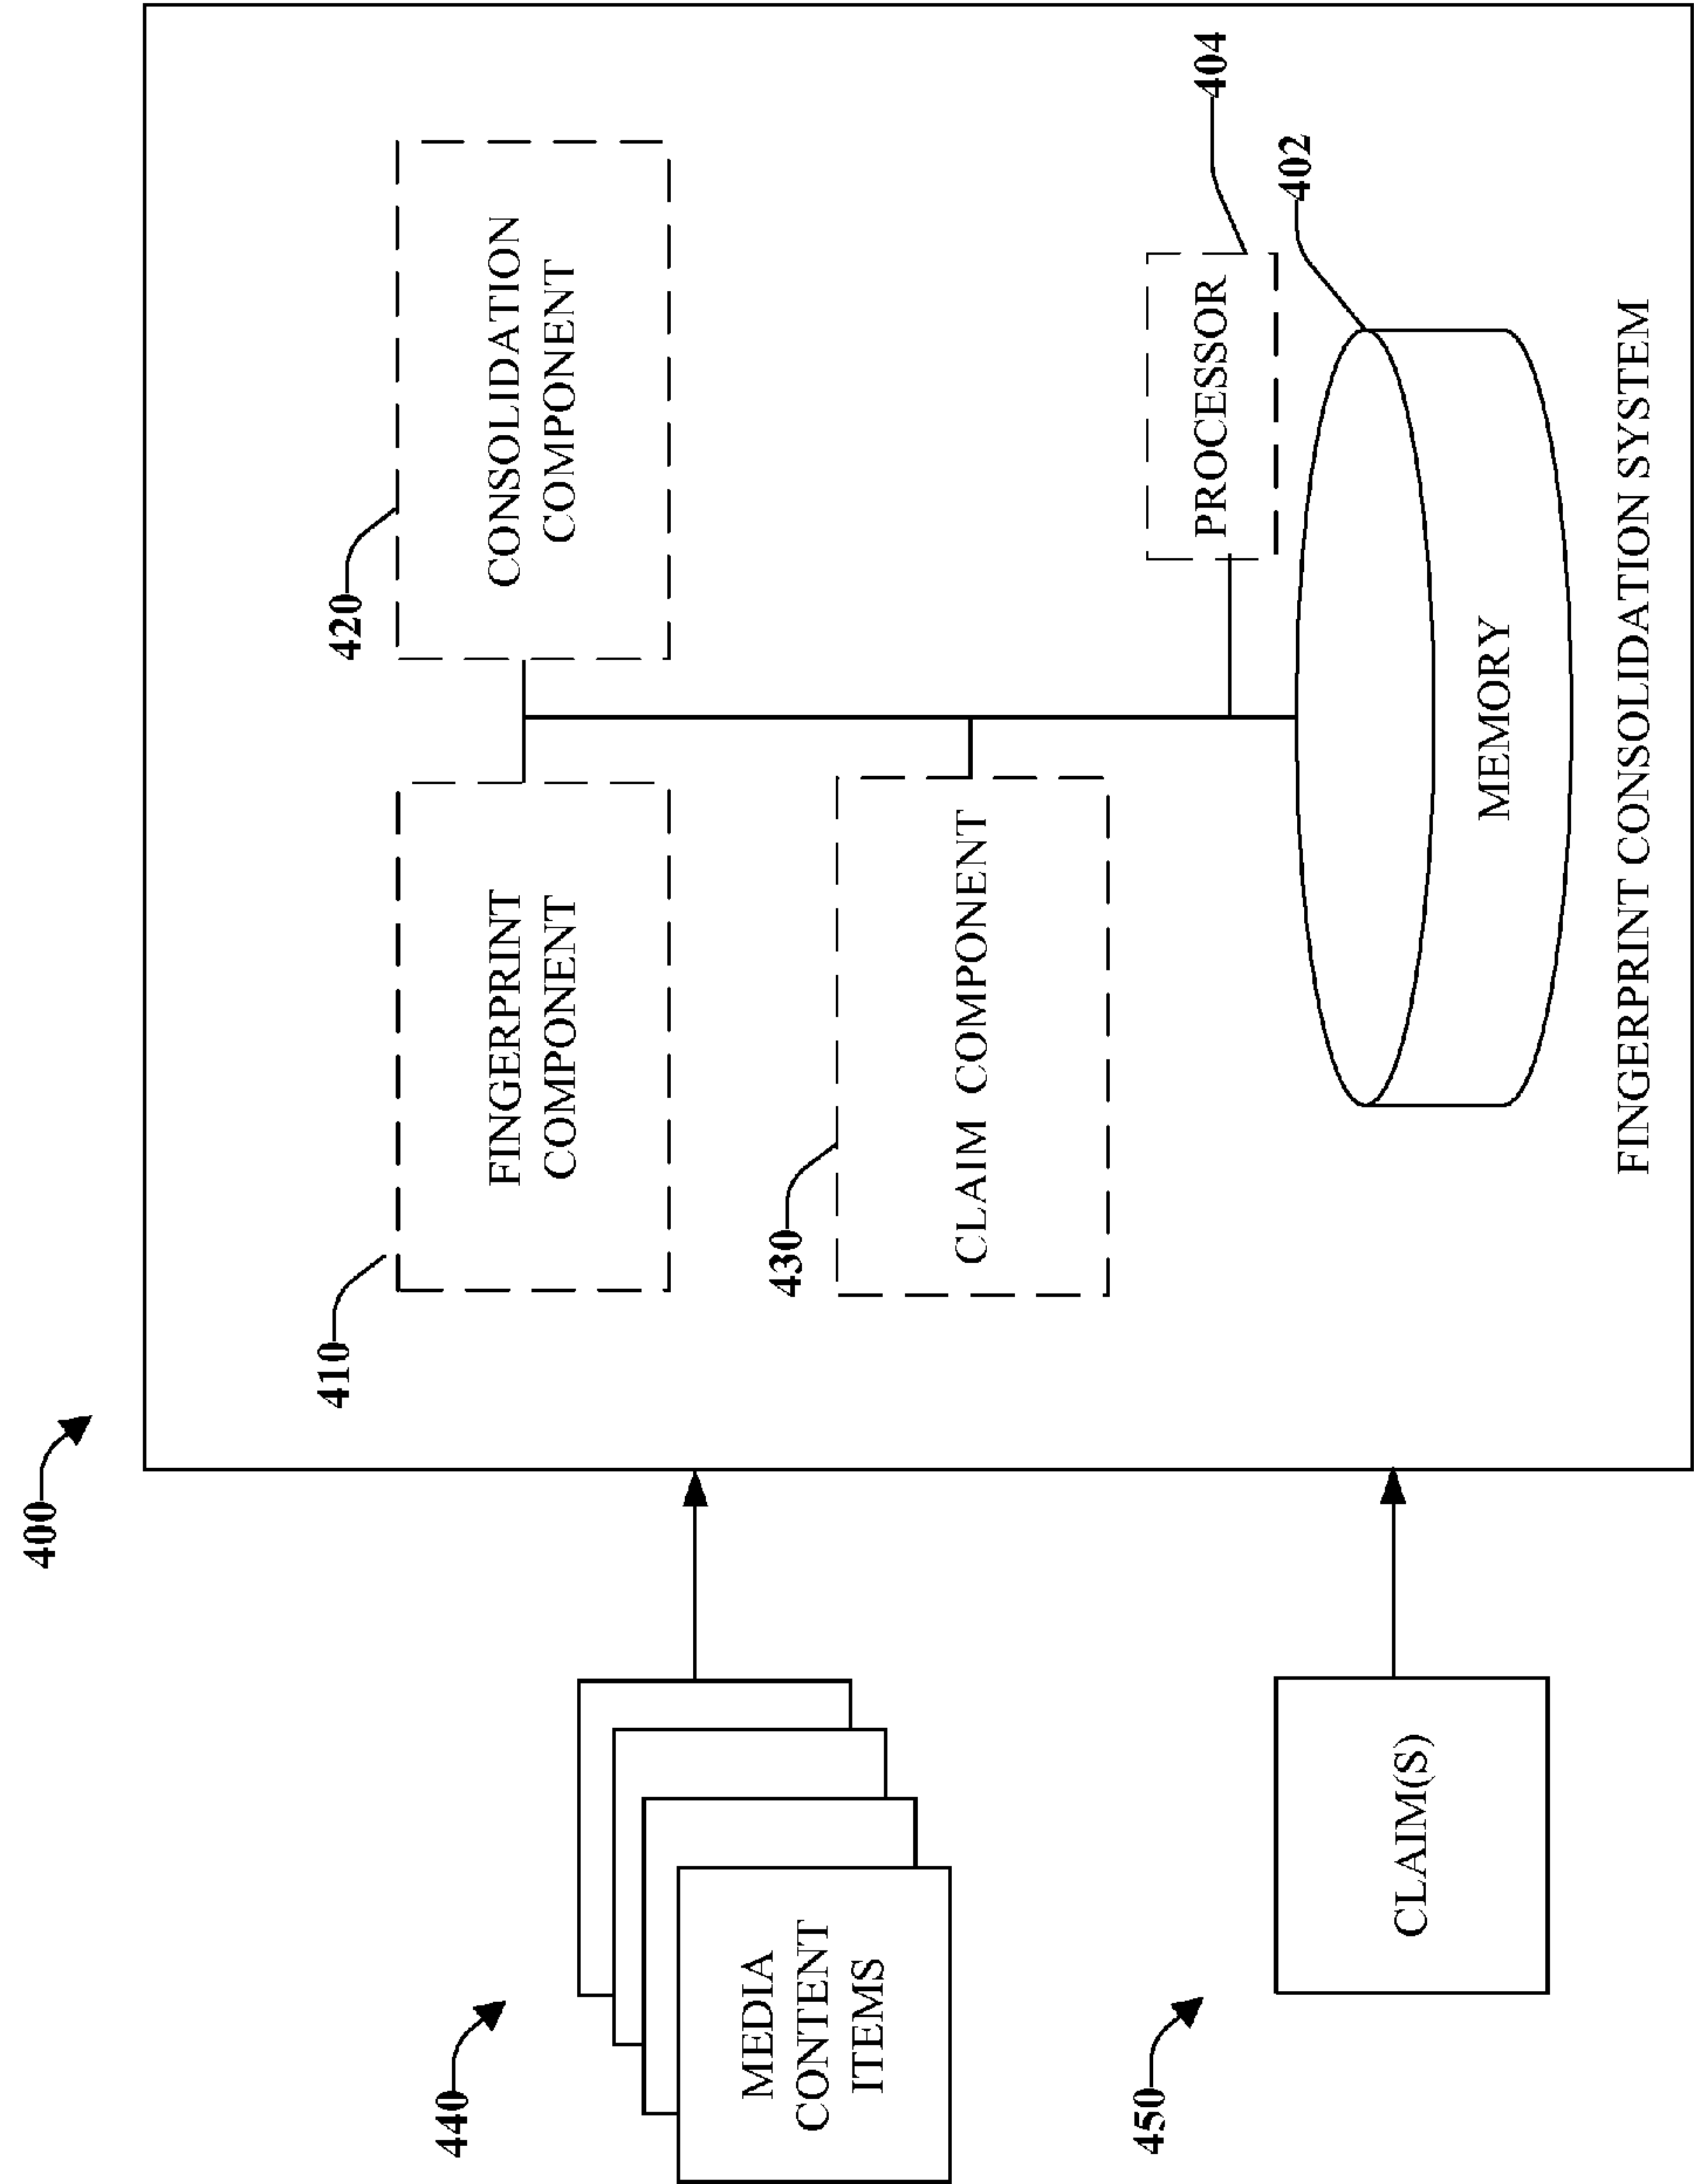 400
410
FINGERPRINT
COMPONENT
420
CONSOLIDATION
COMPONENT
440
MEDIA
CONTENT
ITEMS
430
CLAIM COMPONENT
404
PROCESSOR
402
450
CLAIM(S)
MEMORY
FINGERPRINT CONSOLIDATION SYSTEM